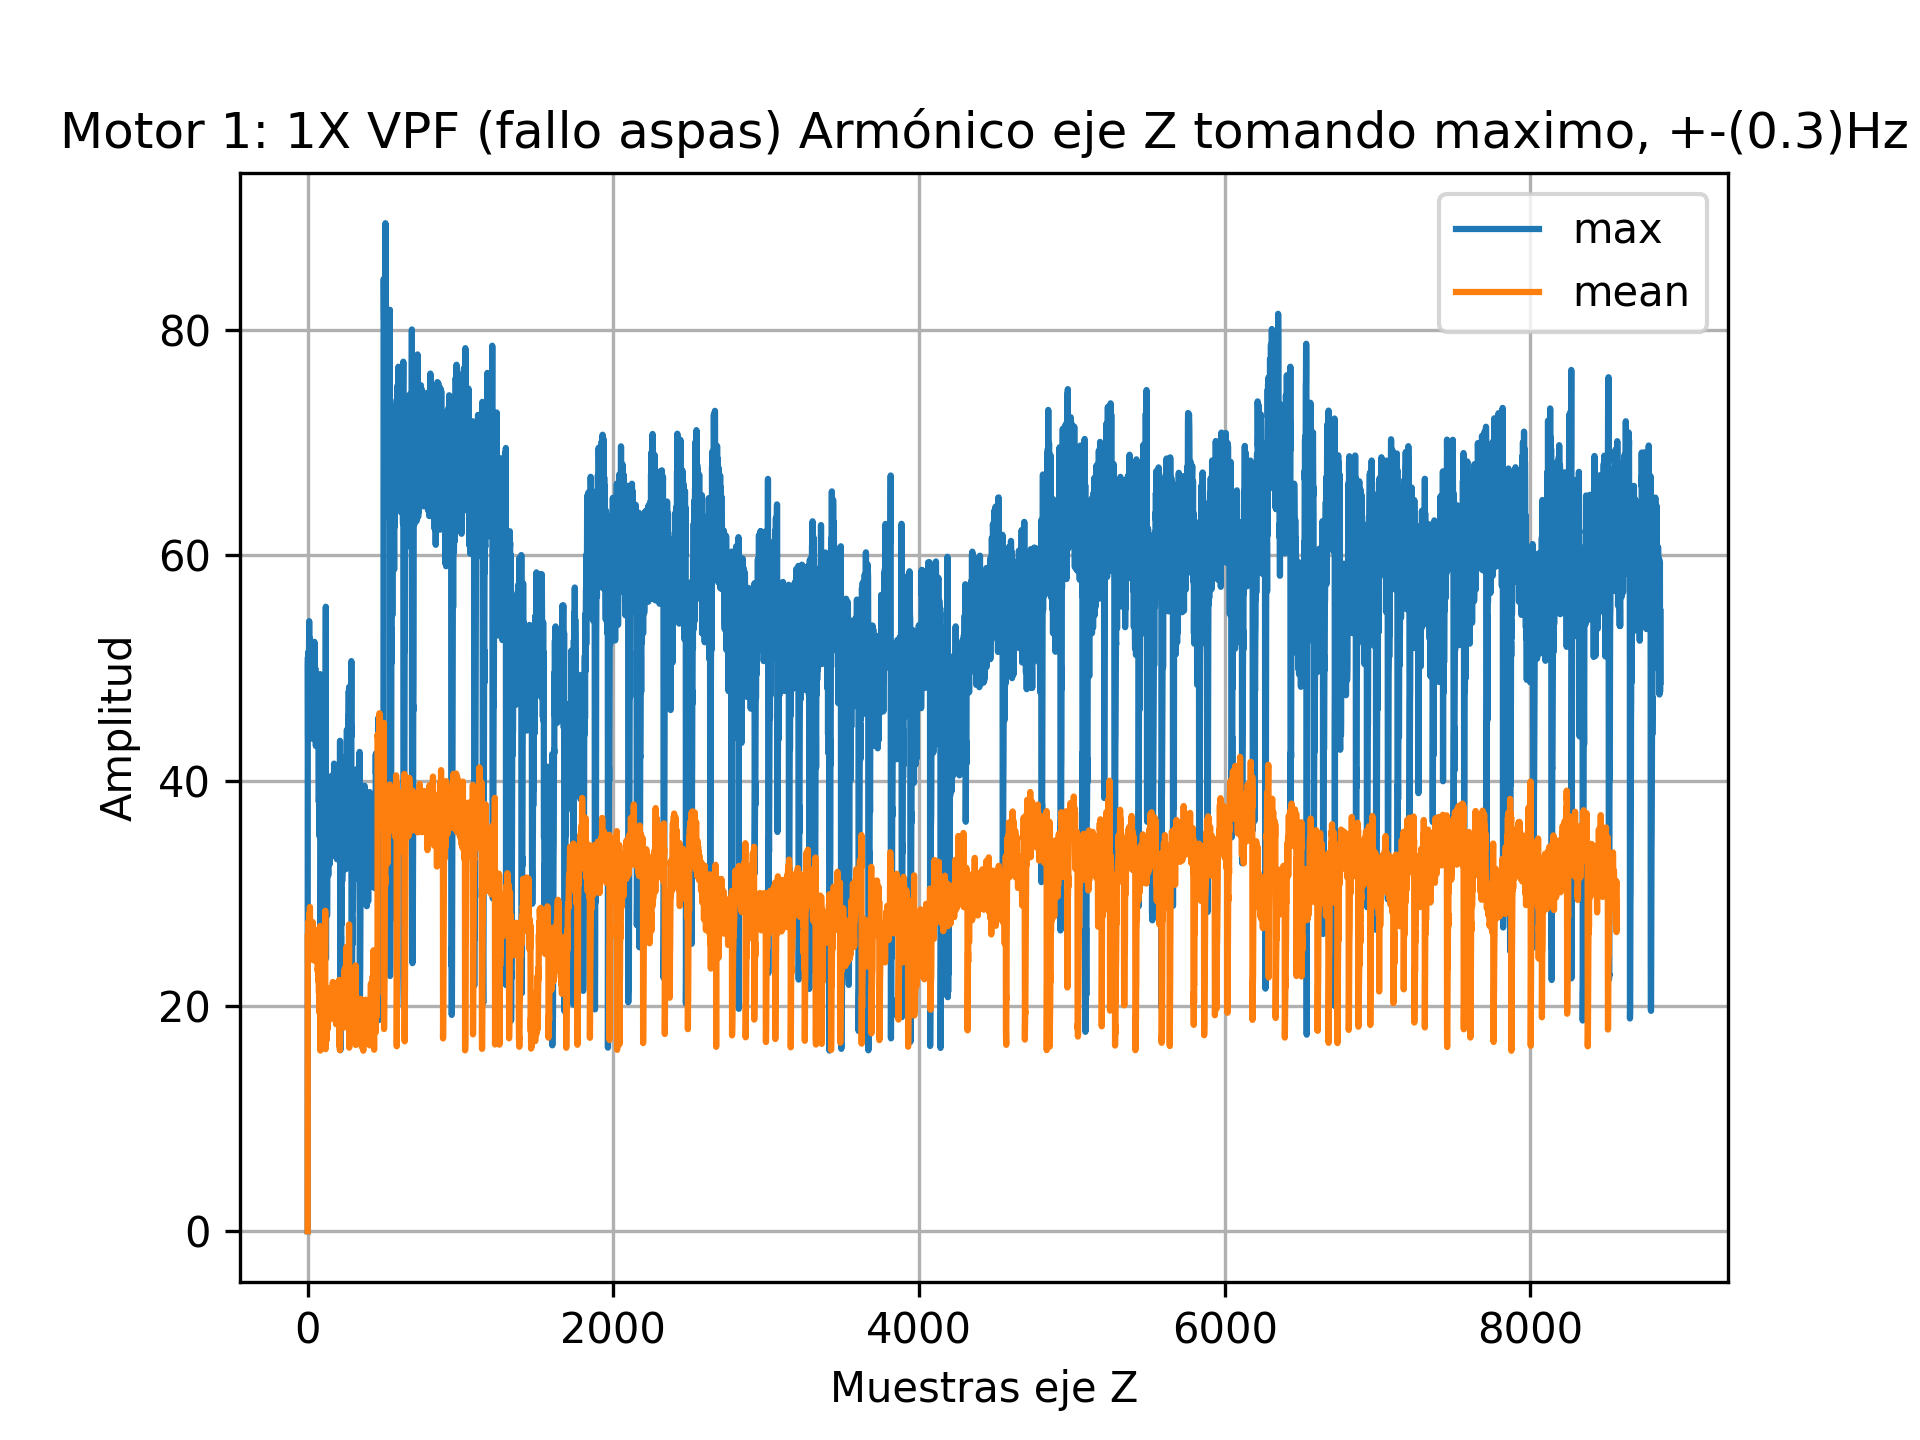 Motor 1: 1X VPF (fallo aspas) Armónico eje Z tomando maximo, +-(0.3)Hz
max
mean
80
60
40
20
0
Amplitud
0 2000 4000 6000 8000
Muestras eje Z